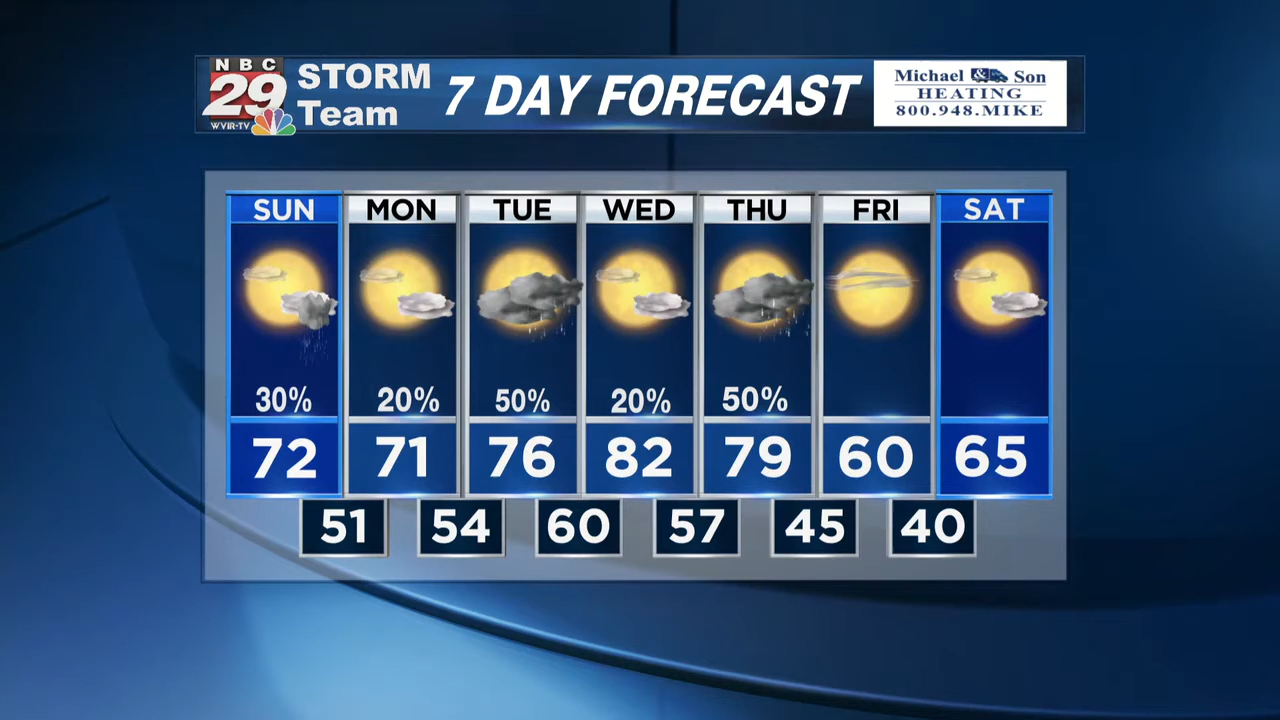 NBC
29
WVIR-TV
STORM
Team
7 DAY FORECAST
Michael & Son
HEATING
800.948.MIKE
SUN MON TUE WED THU FRI SAT
30% 20% 50% 20% 50%
72 71 76 82 79 60 65
51 54 60 57 45 40